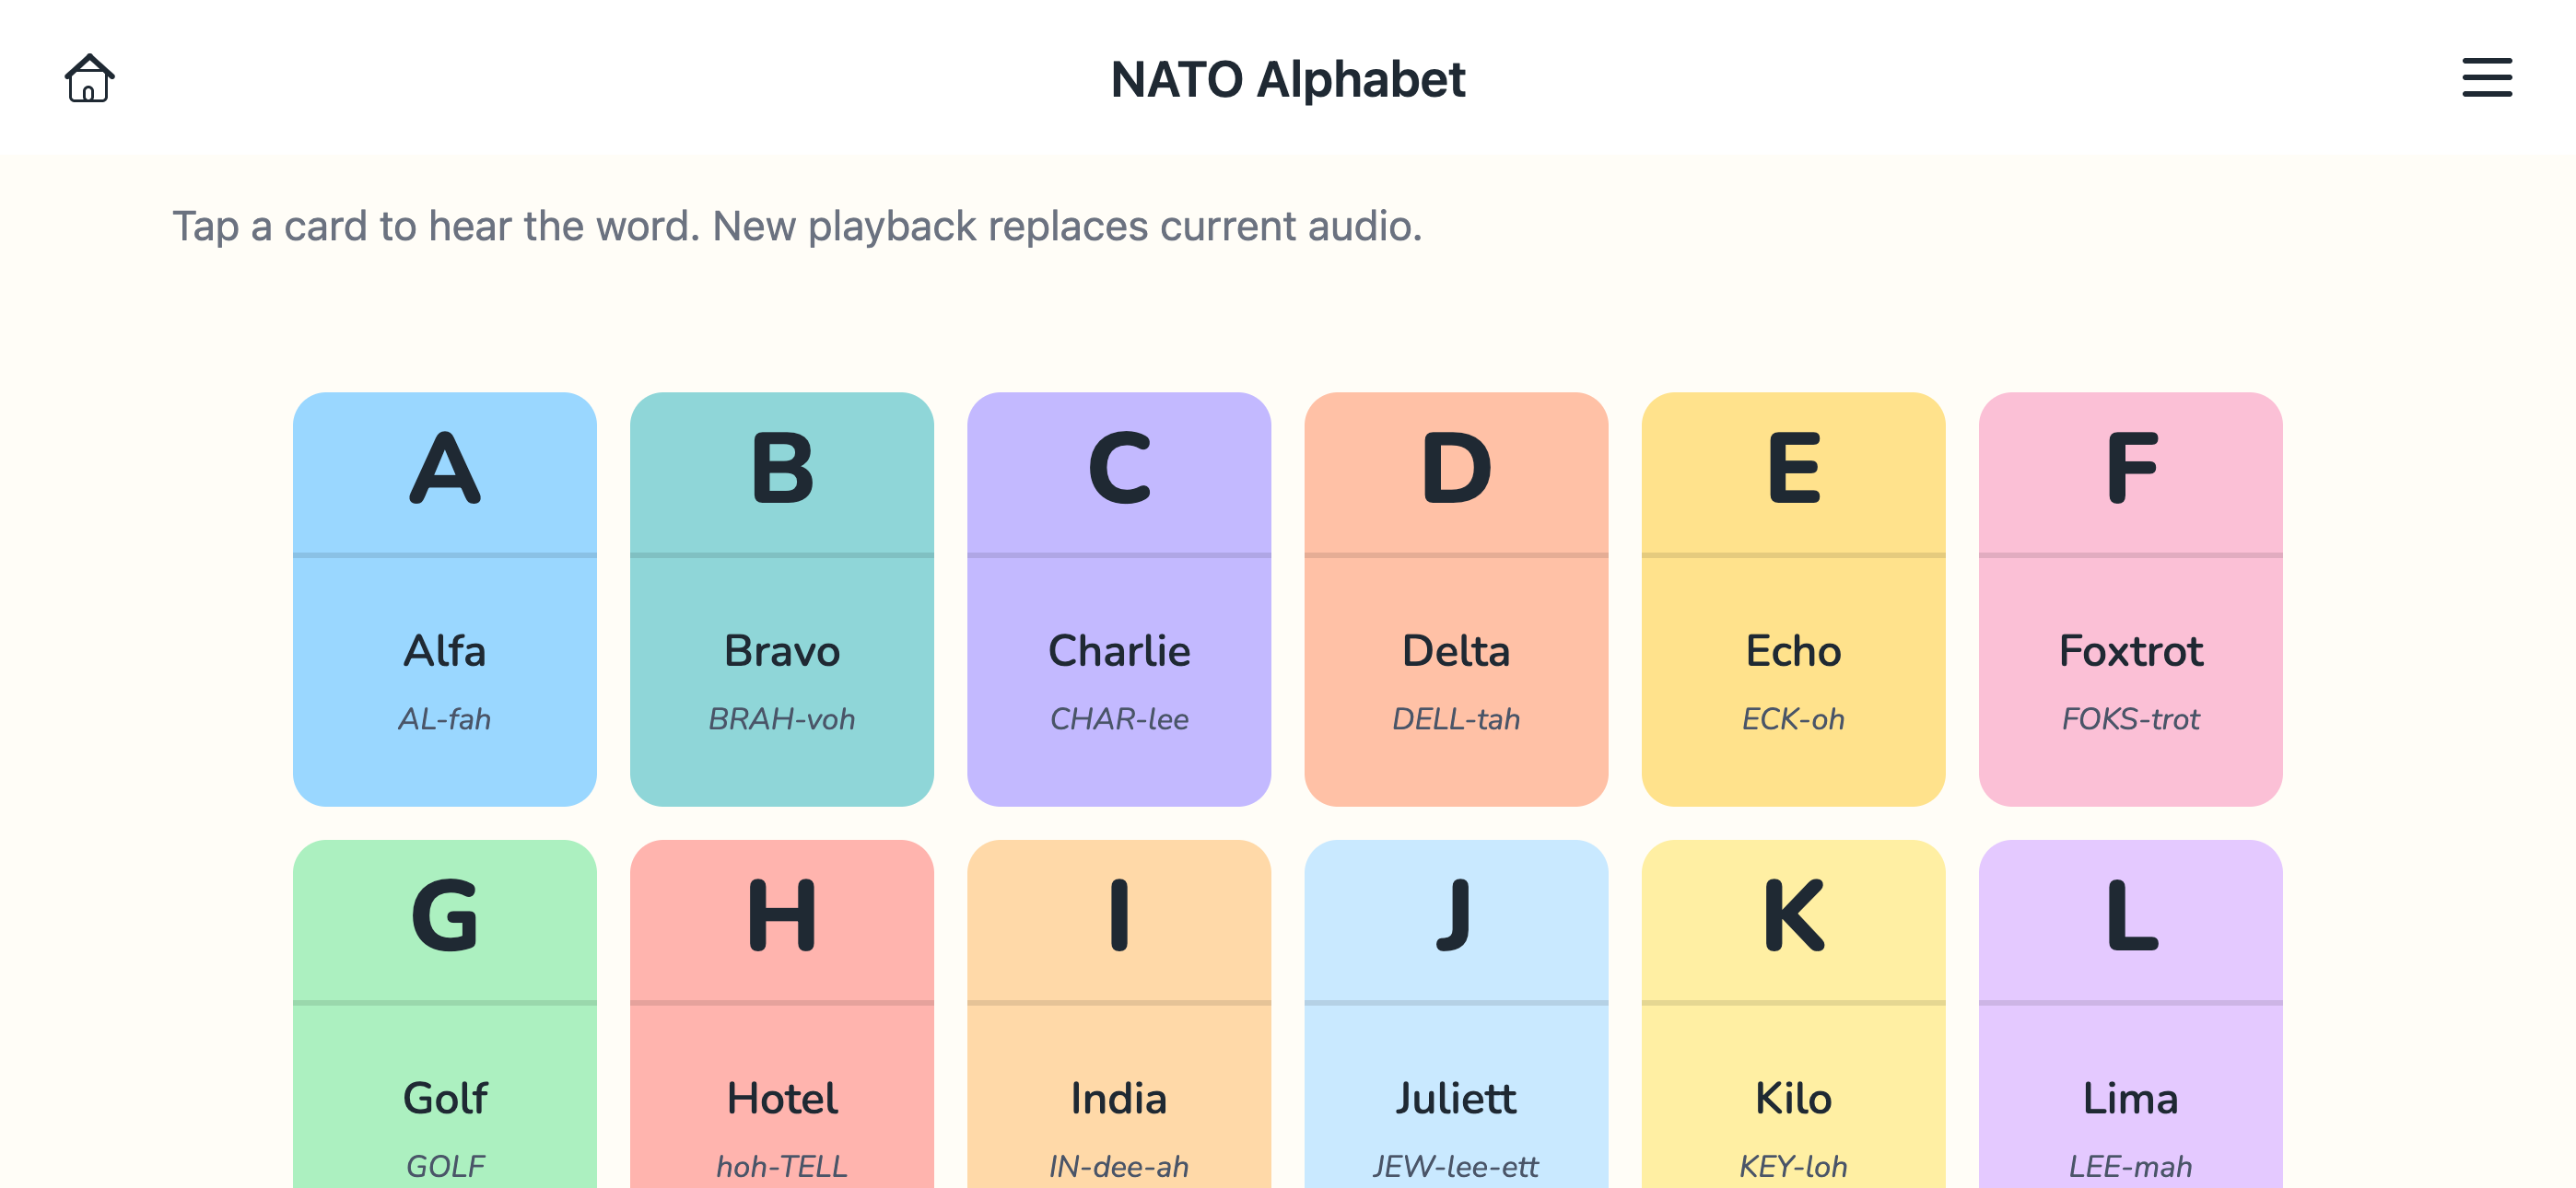 NATO Alphabet
Tap a card to hear the word. New playback replaces current audio.
A B C D E F
Alfa Bravo Charlie Delta Echo Foxtrot
AL-fah BRAH-voh CHAR-lee DELL-tah ECK-oh FOKS-trot
G H I J K L
Golf Hotel India Juliett Kilo Lima
GOLF hoh-TELL IN-dee-ah JEW-lee-ett KEY-loh LEE-mah